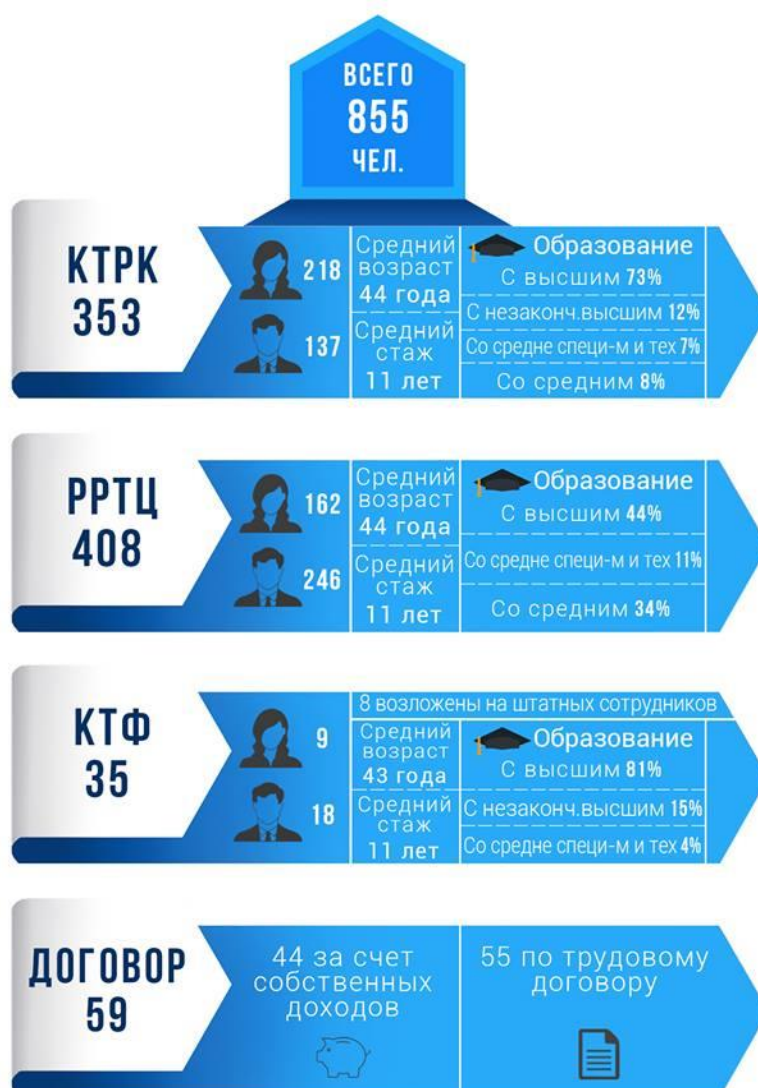 ВСЕГО
855
ЧЕЛ.
КТРК
353
218
137
Средний
возраст
44 года
Средний
стаж
11 лет
Образование
С высшим 73%
С незаконч.высшим 12%
Со средне специ-м и тех 7%
Со средним 8%
РРТЦ
408
162
246
Средний
возраст
44 года
Средний
стаж
11 лет
Образование
С высшим 44%
Со средне специ-м и тех 11%
Со средним 34%
КТФ
35
9
18
8 возложены на штатных сотрудников
Средний
возраст
43 года
Средний
стаж
11 лет
Образование
С высшим 81%
С незаконч.высшим 15%
Со средне специ-м и тех 4%
ДОГОВОР
59
44 за счет
собственных
доходов
55 по трудовому
договору